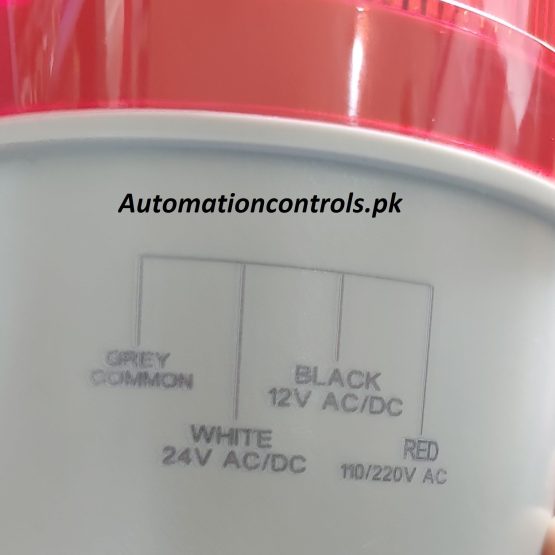 Automationcontrols.pk
GREY
COMMON
BLACK
12V AC/DC
WHITE
24V AC/DC
RED
110/220V AC